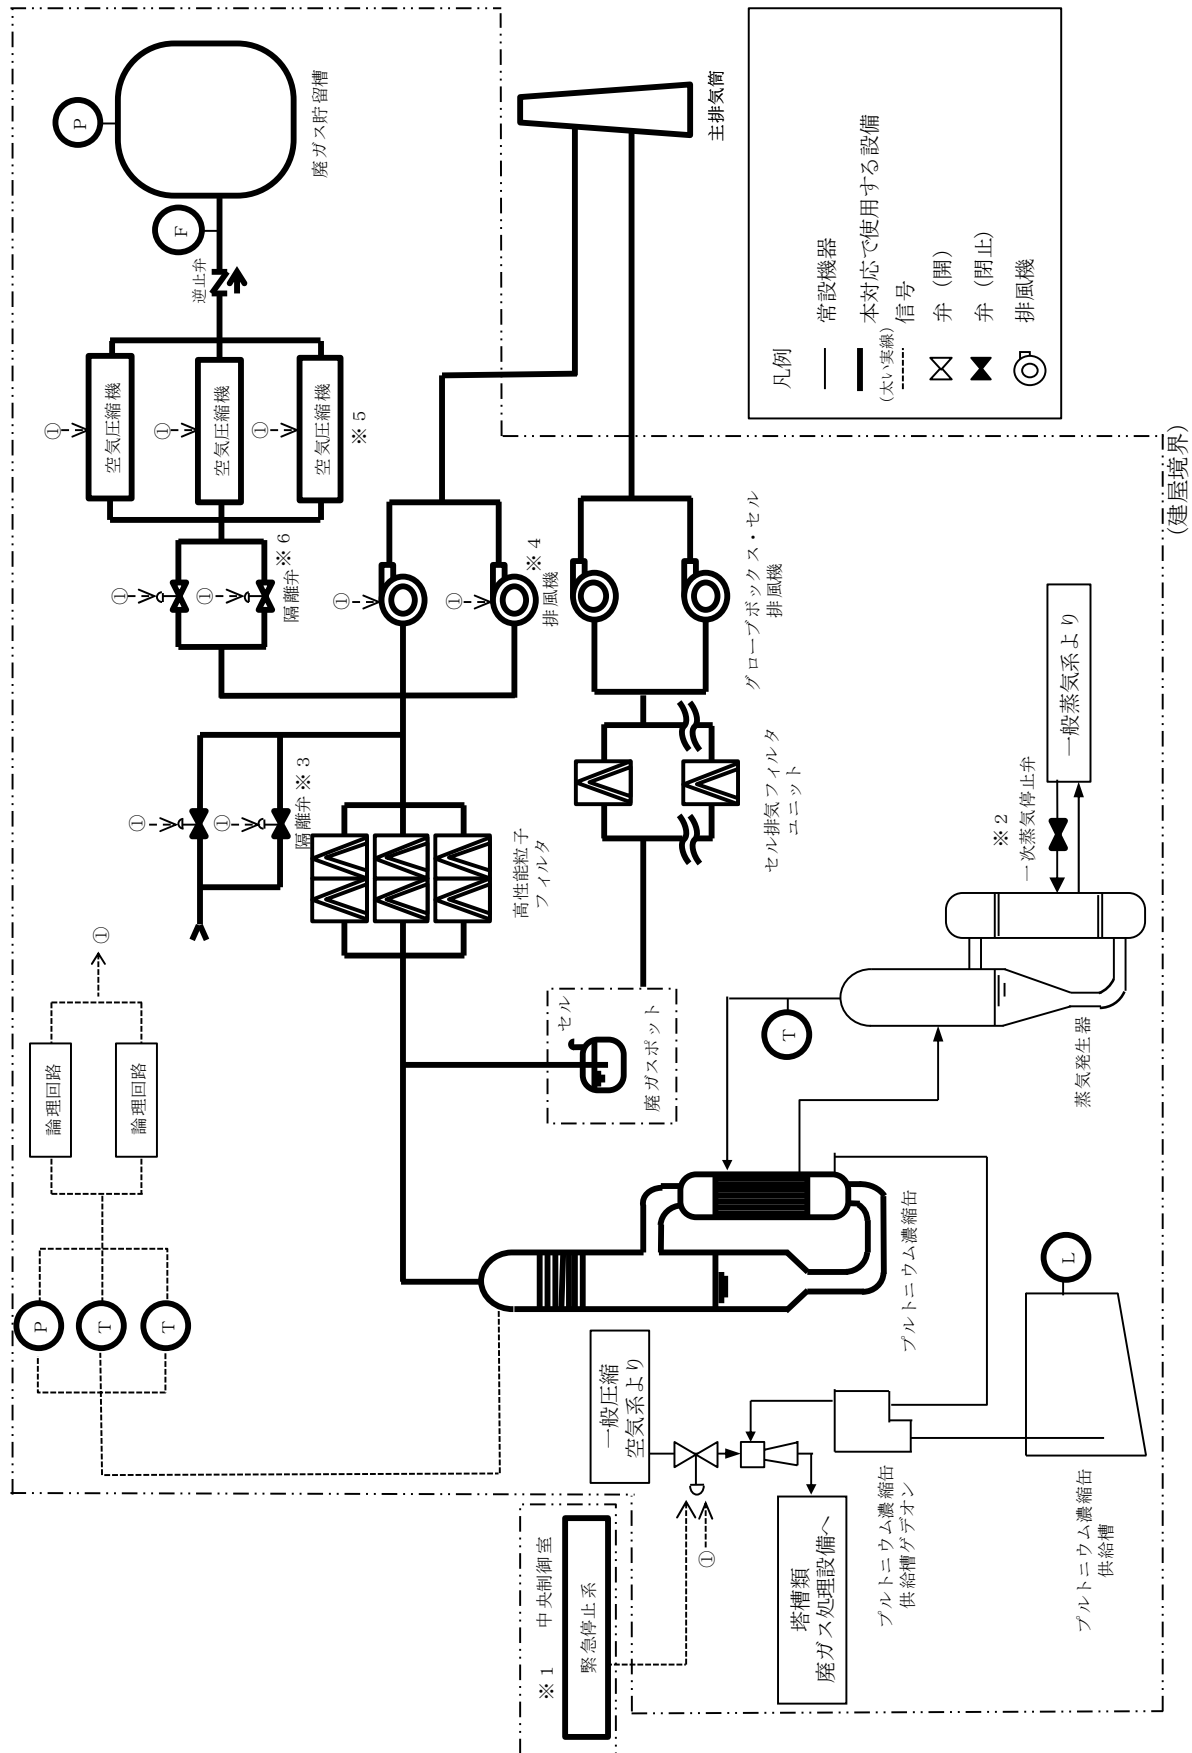 凡例
常設機器
本対応で使用する設備
(太い実線)
信号
弁（開）
弁（閉止）
排風機
(建屋境界)
P
廃ガス貯留槽
F
逆止弁
①
空気圧縮機
①
空気圧縮機
①
空気圧縮機
※5
①
①
※6
隔離弁
主排気筒
①
①
※4
排風機
グローブボックス・セル
排風機
①
①
隔離弁※3
高性能粒子
フィルタ
セル排気フィルタ
ユニット
①
論理回路
論理回路
P
T
T
セル
廃ガスポット
一般蒸気系より
※2
一次蒸気停止弁
蒸気発生器
T
プルトニウム濃縮缶
L
一般圧縮
空気系より
①
塔槽類
廃ガス処理設備へ
プルトニウム濃縮缶
供給槽ゲデオン
プルトニウム濃縮缶
供給槽
※1
中央制御室
緊急停止系